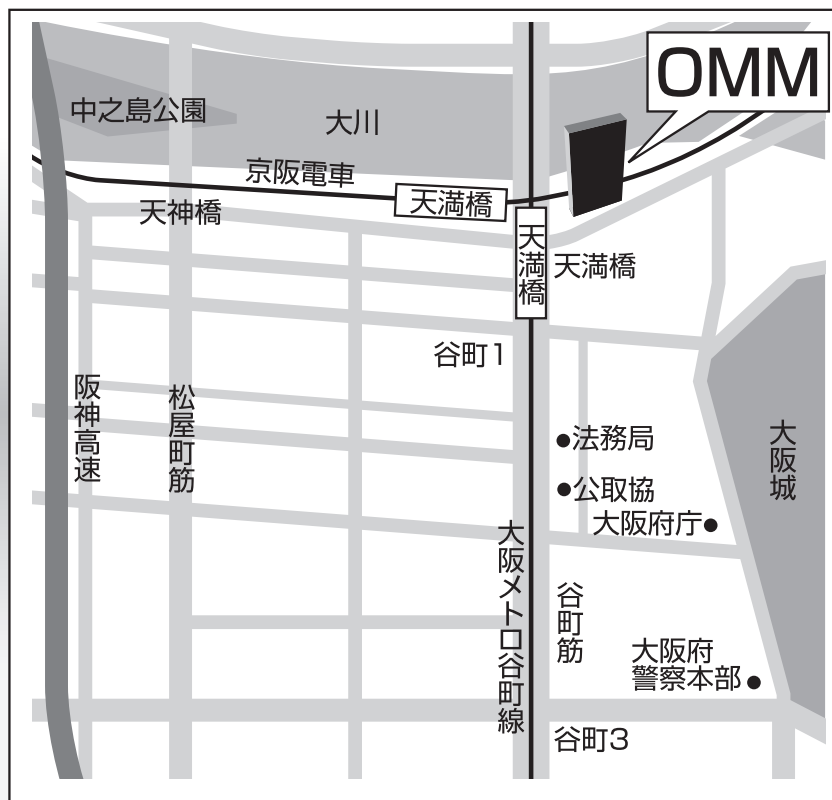 OMM
中之島公園
大川
京阪電車
天満橋
天神橋
天満橋
天満橋
谷町1
阪神高速
松屋町筋
●法務局
大阪城
●公取協
大阪府庁●
大阪メトロ谷町線
谷町筋
大阪府
警察本部●
谷町3